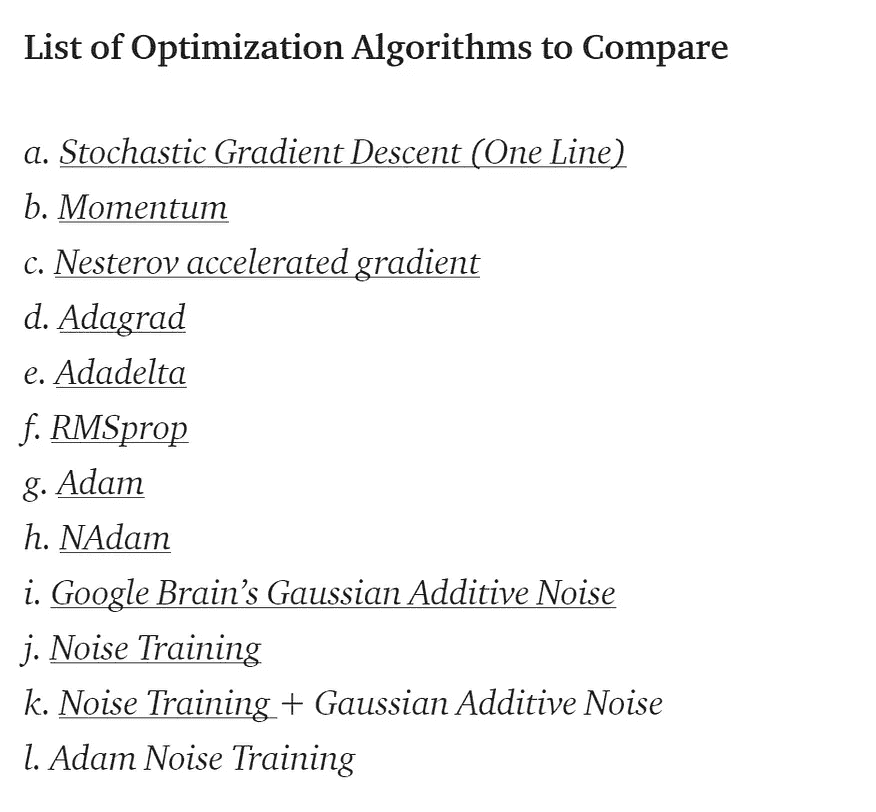 List of Optimization Algorithms to Compare
a. Stochastic Gradient Descent (One Line)
b. Momentum
c. Nesterov accelerated gradient
d. Adagrad
e. Adadelta
f. RMSprop
g. Adam
h. NAdam
i. Google Brain’s Gaussian Additive Noise
j. Noise Training
k. Noise Training + Gaussian Additive Noise
l. Adam Noise Training